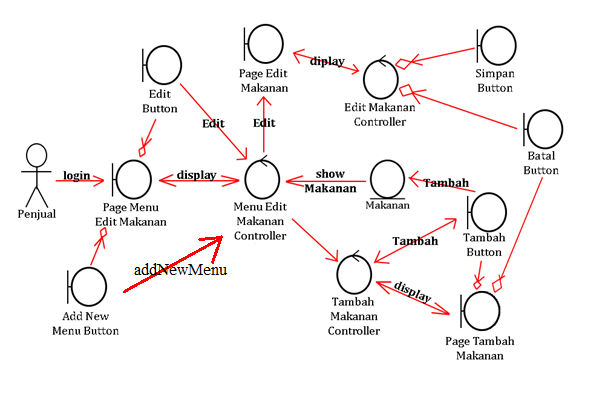 Page Edit
Makanan
diplay
Simpan
Button
Edit
Button
Edit Makanan
Controller
Edit
Edit
Batal
Button
Penjual
login
Page Menu
Edit Makanan
display
Menu Edit
Makanan
Controller
show
Makanan
Makanan
Tambah
Tambah
Button
Tambah
addNewMenu
Add New
Menu Button
Tambah
Makanan
Controller
display
Page Tambah
Makanan